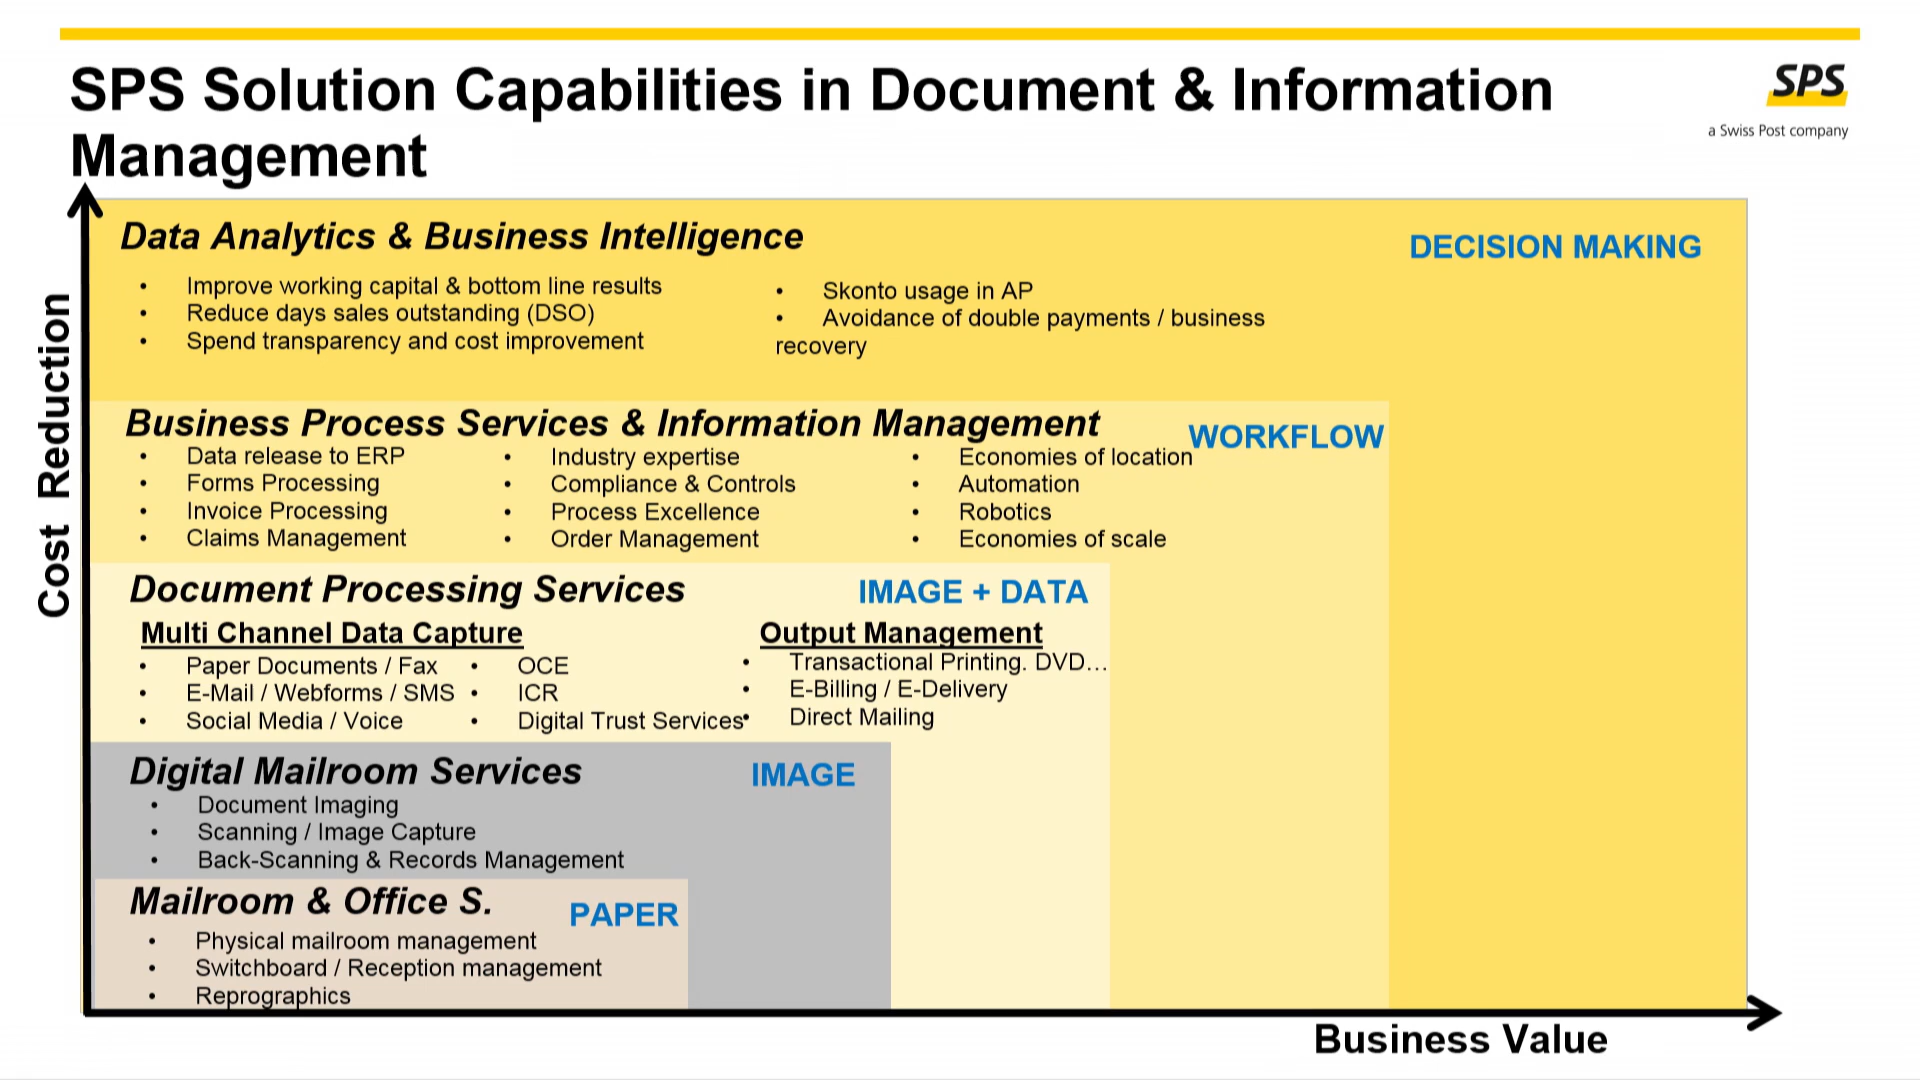 SPS Solution Capabilities in Document & Information
Management
SPS
a Swiss Post company
Cost Reduction
Data Analytics & Business Intelligence
DECISION MAKING
• Improve working capital & bottom line results
• Reduce days sales outstanding (DSO)
• Spend transparency and cost improvement
• Skonto usage in AP
• Avoidance of double payments / business
recovery
Business Process Services & Information Management
WORKFLOW
• Data release to ERP
• Forms Processing
• Invoice Processing
• Claims Management
• Industry expertise
• Compliance & Controls
• Process Excellence
• Order Management
• Economies of location
• Automation
• Robotics
• Economies of scale
Document Processing Services
IMAGE + DATA
Multi Channel Data Capture
• Paper Documents / Fax
• E-Mail / Webforms / SMS
• Social Media / Voice
• OCE
• ICR
• Digital Trust Services
Output Management
• Transactional Printing. DVD…
• E-Billing / E-Delivery
• Direct Mailing
Digital Mailroom Services
IMAGE
• Document Imaging
• Scanning / Image Capture
• Back-Scanning & Records Management
Mailroom & Office S.
PAPER
• Physical mailroom management
• Switchboard / Reception management
• Reprographics
Business Value